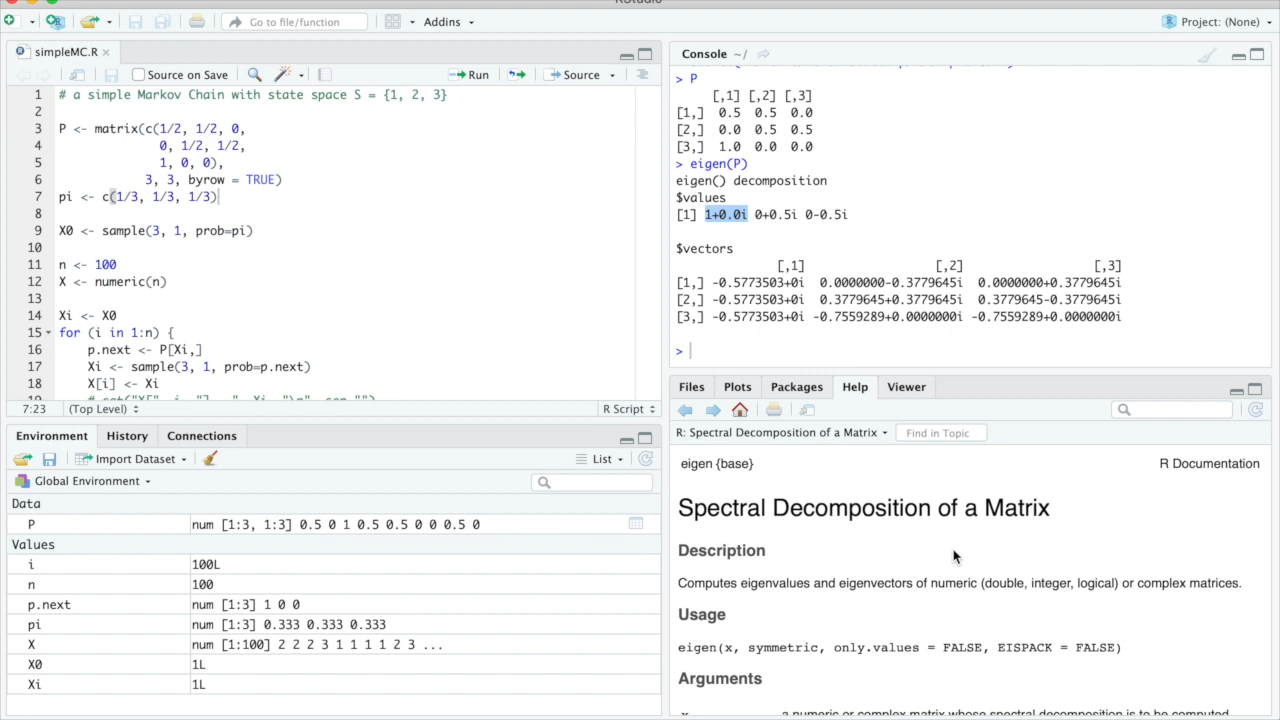 RStudio
Go to file/function
Addins
Project: (None)
simpleMC.R
Source on Save
Run
Source
1 # a simple Markov Chain with state space S = {1, 2, 3}
2
3 P <- matrix(c(1/2, 1/2, 0,
4 0, 1/2, 1/2,
5 1, 0, 0),
6 3, 3, byrow = TRUE)
7 pi <- c(1/3, 1/3, 1/3)
8
9 X0 <- sample(3, 1, prob=pi)
10
11 n <- 100
12 X <- numeric(n)
13
14 Xi <- X0
15 for (i in 1:n) {
16 p.next <- P[Xi,]
17 Xi <- sample(3, 1, prob=p.next)
18 X[i] <- Xi
7:23 (Top Level) R Script
Environment History Connections
Import Dataset List
Global Environment
Data
P num [1:3, 1:3] 0.5 0 1 0.5 0.5 0 0 0.5 0
Values
i 100L
n 100
p.next num [1:3] 1 0 0
pi num [1:3] 0.333 0.333 0.333
X num [1:100] 2 2 2 3 1 1 1 1 2 3 ...
X0 1L
Xi 1L
Console ~/
> P
[,1] [,2] [,3]
[1,] 0.5 0.5 0.0
[2,] 0.0 0.5 0.5
[3,] 1.0 0.0 0.0
> eigen(P)
eigen() decomposition
$values
[1] 1+0.0i 0+0.5i 0-0.5i
$vectors
[,1] [,2] [,3]
[1,] -0.5773503+0i 0.0000000-0.3779645i 0.0000000+0.3779645i
[2,] -0.5773503+0i 0.3779645+0.3779645i 0.3779645-0.3779645i
[3,] -0.5773503+0i -0.7559289+0.0000000i -0.7559289+0.0000000i
>
Files Plots Packages Help Viewer
R: Spectral Decomposition of a Matrix Find in Topic
eigen {base} R Documentation
Spectral Decomposition of a Matrix
Description
Computes eigenvalues and eigenvectors of numeric (double, integer, logical) or complex matrices.
Usage
eigen(x, symmetric, only.values = FALSE, EISPACK = FALSE)
Arguments
x a numeric or complex matrix whose spectral decomposition is to be computed